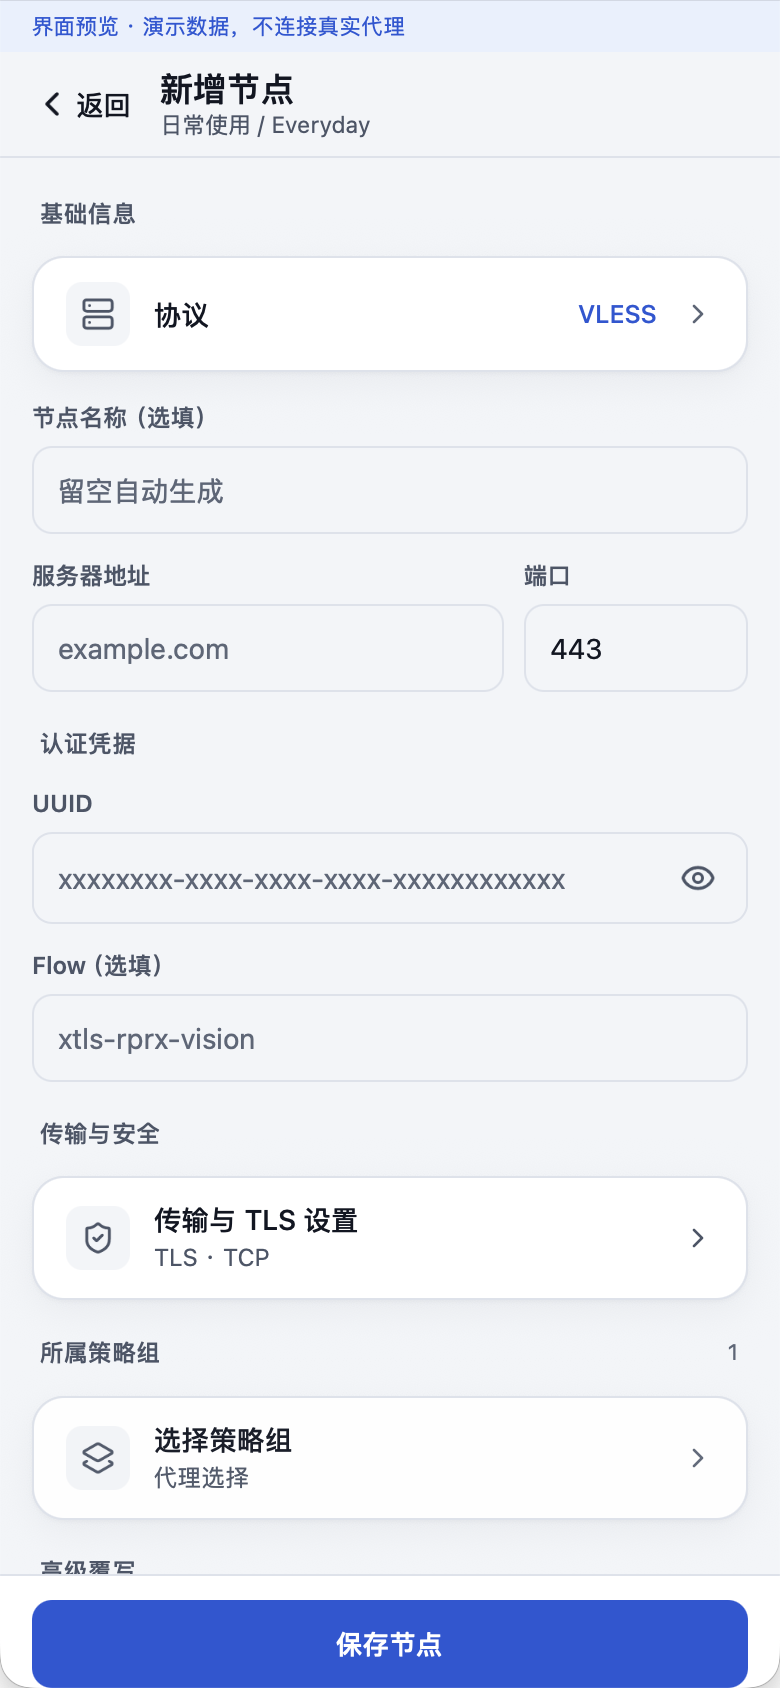 界面预览 · 演示数据，不连接真实代理
返回
新增节点
日常使用 / Everyday
基础信息
协议
VLESS
节点名称（选填）
留空自动生成
服务器地址
端口
example.com
443
认证凭据
UUID
xxxxxxxx-xxxx-xxxx-xxxx-xxxxxxxxxxxx
Flow（选填）
xtls-rprx-vision
传输与安全
传输与 TLS 设置
TLS · TCP
所属策略组
1
选择策略组
代理选择
高级覆写
保存节点